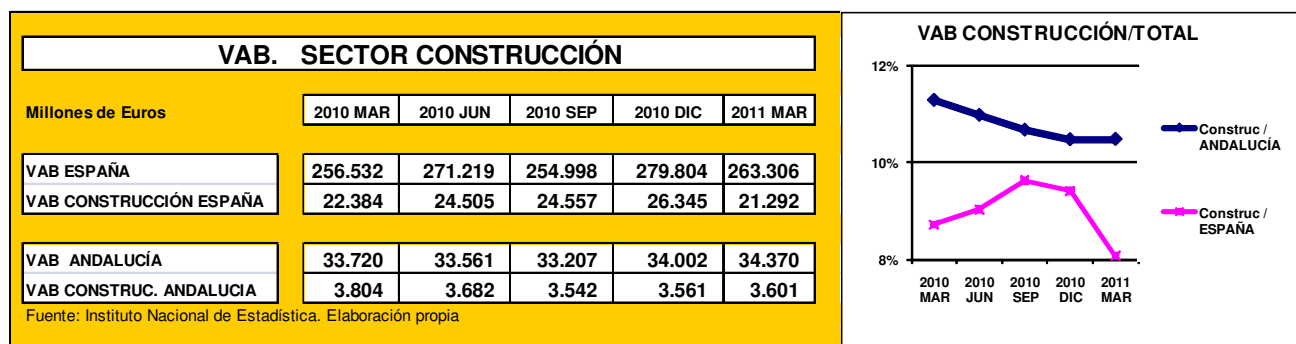 VAB. SECTOR CONSTRUCCIÓN
Millones de Euros 2010 MAR 2010 JUN 2010 SEP 2010 DIC 2011 MAR
VAB ESPAÑA 256.532 271.219 254.998 279.804 263.306
VAB CONSTRUCCIÓN ESPAÑA 22.384 24.505 24.557 26.345 21.292
VAB ANDALUCÍA 33.720 33.561 33.207 34.002 34.370
VAB CONSTRUC. ANDALUCIA 3.804 3.682 3.542 3.561 3.601
Fuente: Instituto Nacional de Estadística. Elaboración propia
VAB CONSTRUCCIÓN/TOTAL
12%
10%
8%
2010 2010 2010 2010 2011
MAR JUN SEP DIC MAR
Construc /
ANDALUCÍA
Construc /
ESPAÑA